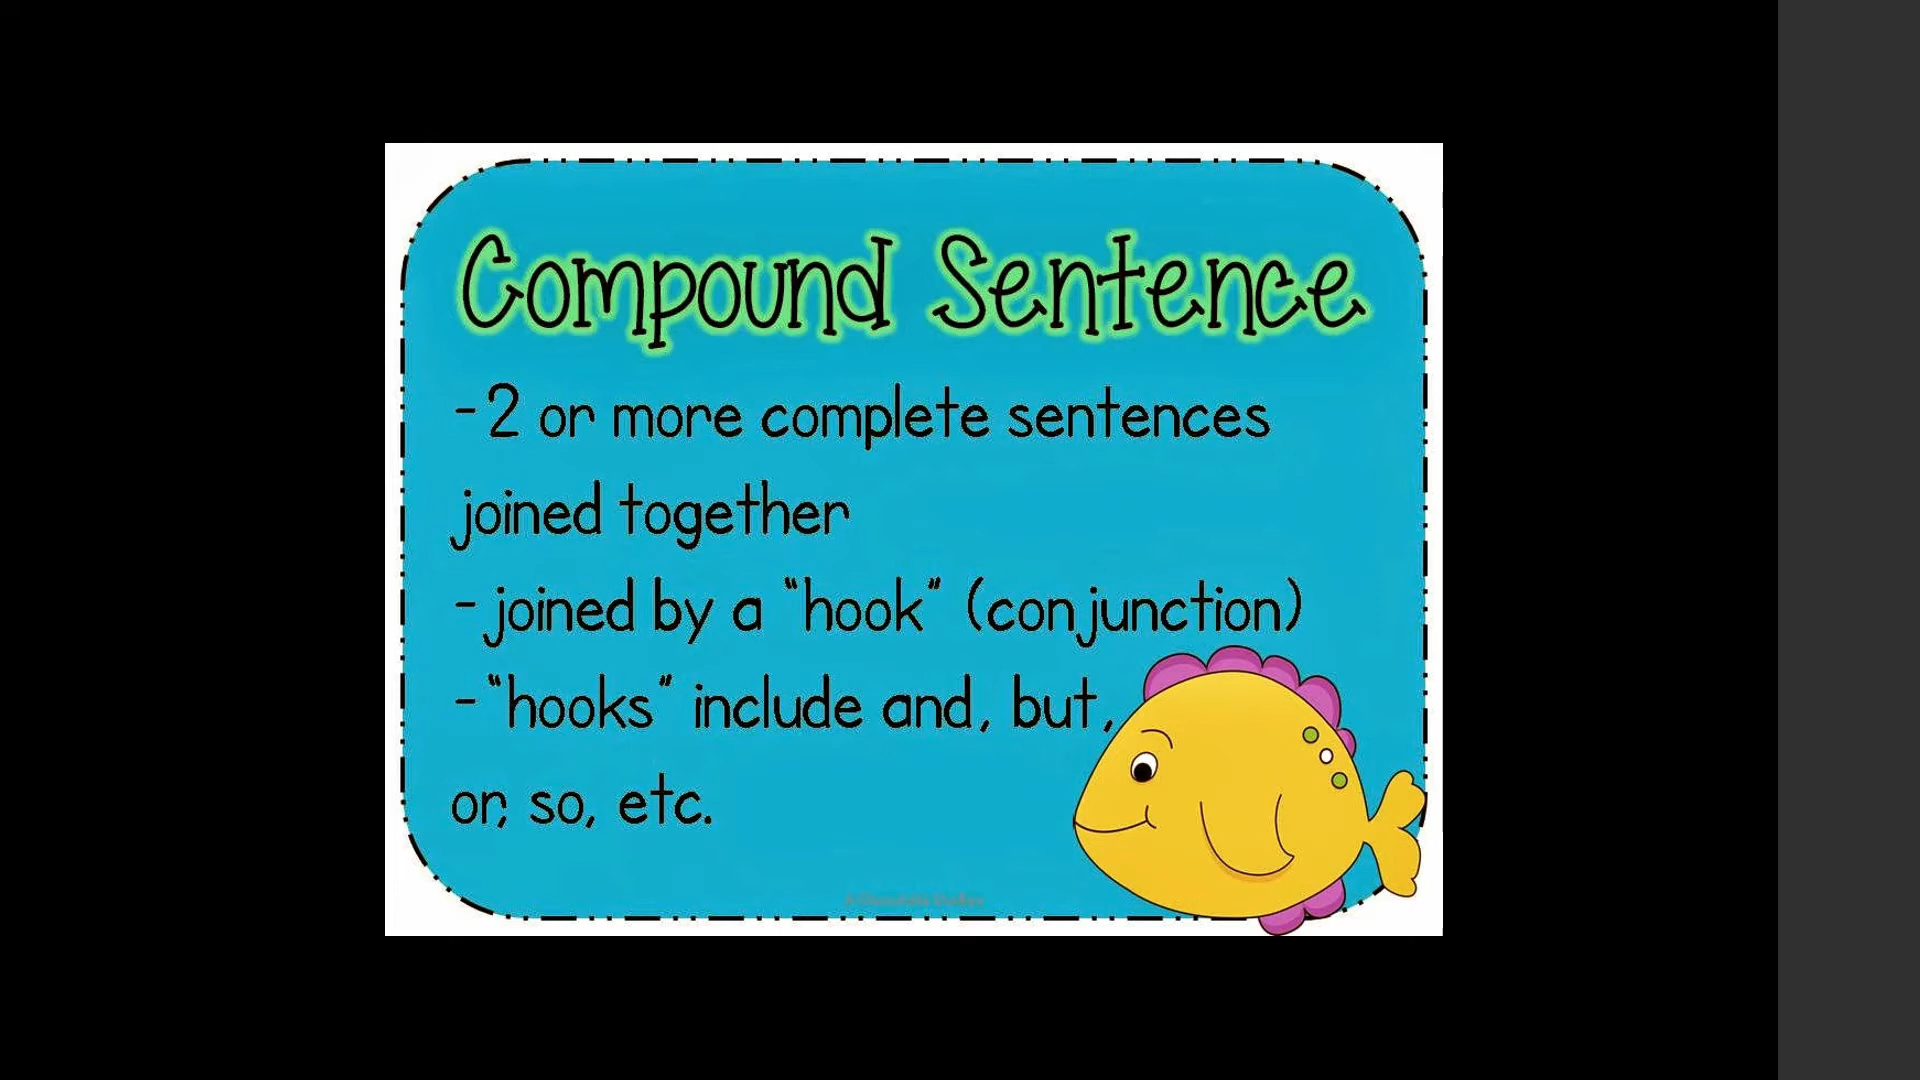 Compound Sentence
-2 or more complete sentences
joined together
-joined by a "hook" (conjunction)
-"hooks" include and, but,
or, so, etc.